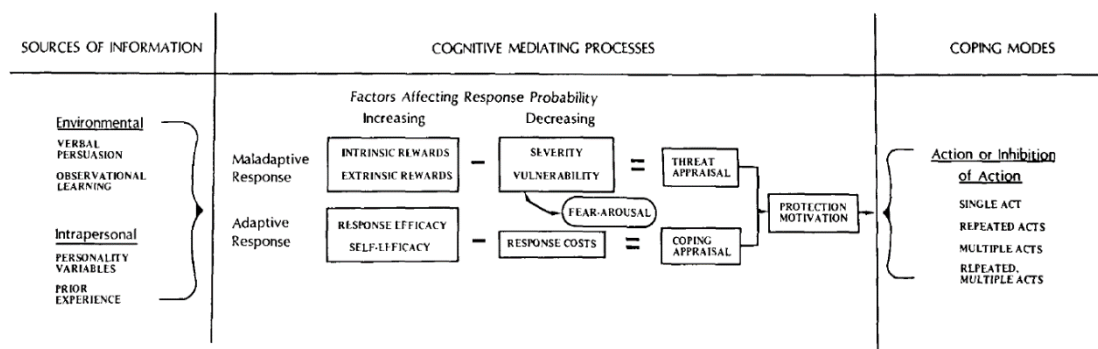 SOURCES OF INFORMATION
COGNITIVE MEDIATING PROCESSES
COPING MODES
Factors Affecting Response Probability
Increasing
Decreasing
Environmental
VERBAL
PERSUASION
OBSERVATIONAL
LEARNING
Intrapersonal
PERSONALITY
VARIABLES
PRIOR
EXPERIENCE
Maladaptive
Response
INTRINSIC REWARDS
EXTRINSIC REWARDS
−
SEVERITY
VULNERABILITY
=
THREAT
APPRAISAL
FEAR-AROUSAL
Adaptive
Response
RESPONSE EFFICACY
SELF-EFFICACY
−
RESPONSE COSTS
=
COPING
APPRAISAL
PROTECTION
MOTIVATION
Action or Inhibition
of Action
SINGLE ACT
REPEATED ACTS
MULTIPLE ACTS
REPEATED,
MULTIPLE ACTS